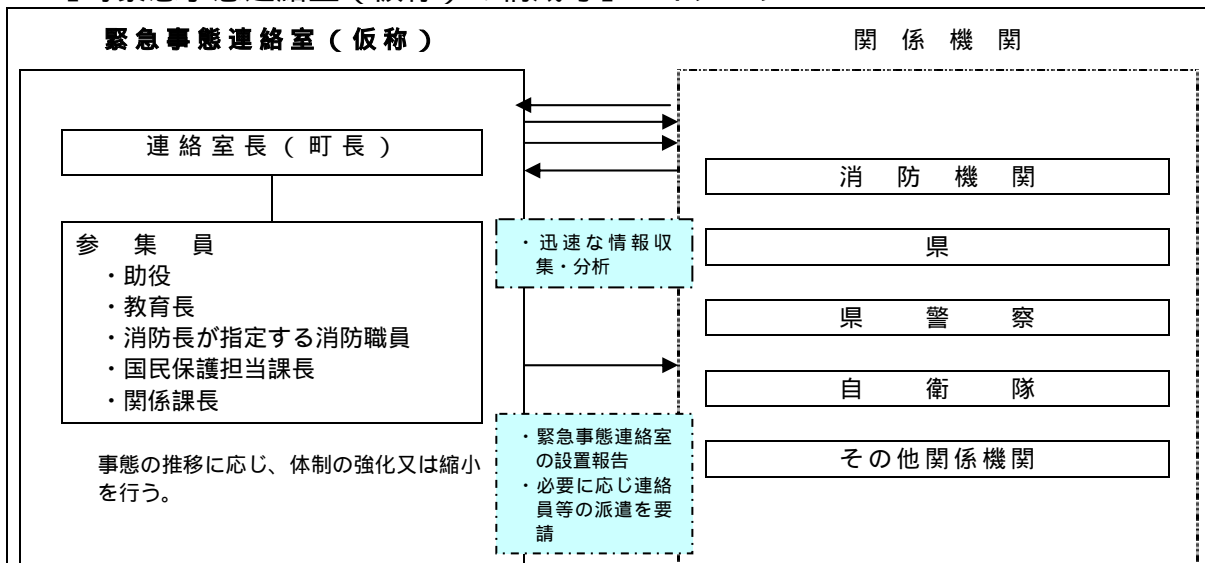 緊急事態連絡室(仮称)
関係機関
連絡室長(町長)
参集員
・助役
・教育長
・消防長が指定する消防職員
・国民保護担当課長
・関係課長
事態の推移に応じ、体制の強化又は縮小
を行う。
・迅速な情報収
集・分析
・緊急事態連絡室
の設置報告
・必要に応じ連絡
員等の派遣を要
請
消防機関
県
県警察
自衛隊
その他関係機関